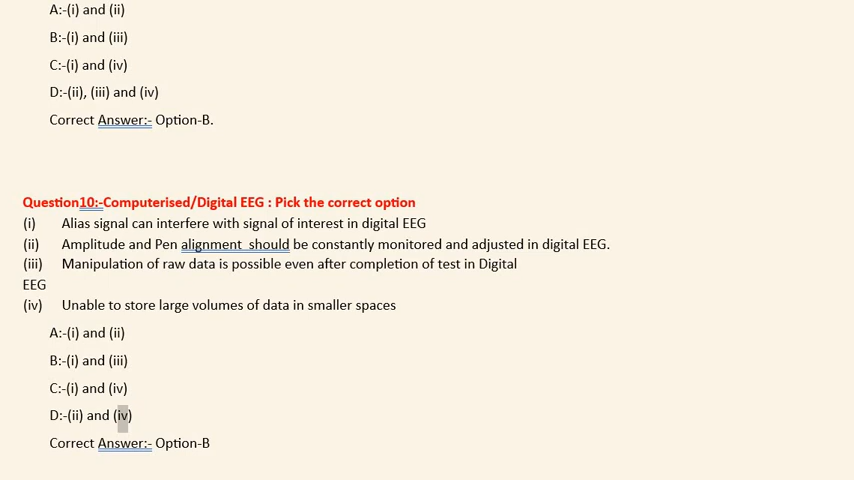 A:-(i) and (ii)
B:-(i) and (iii)
C:-(i) and (iv)
D:-(ii), (iii) and (iv)
Correct Answer:- Option-B.
Question10:-Computerised/Digital EEG : Pick the correct option
(i) Alias signal can interfere with signal of interest in digital EEG
(ii) Amplitude and Pen alignment  should be constantly monitored and adjusted in digital EEG.
(iii) Manipulation of raw data is possible even after completion of test in Digital
EEG
(iv) Unable to store large volumes of data in smaller spaces
A:-(i) and (ii)
B:-(i) and (iii)
C:-(i) and (iv)
D:-(ii) and (iv)
Correct Answer:- Option-B